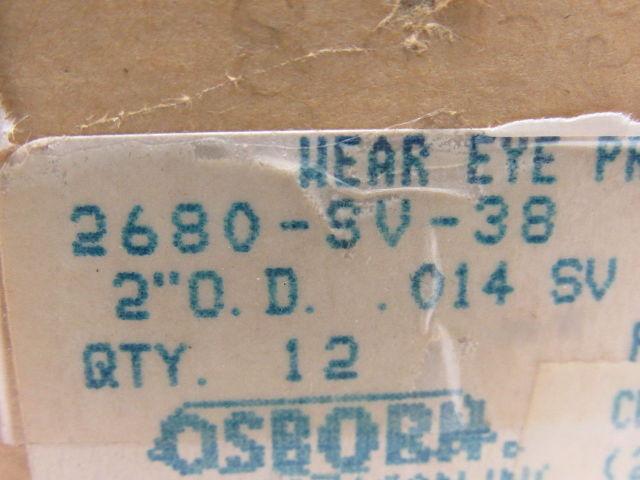 WEAR EYE
2680-SV-38
2"O.D. .014 SV
QTY. 12
OSBORN.